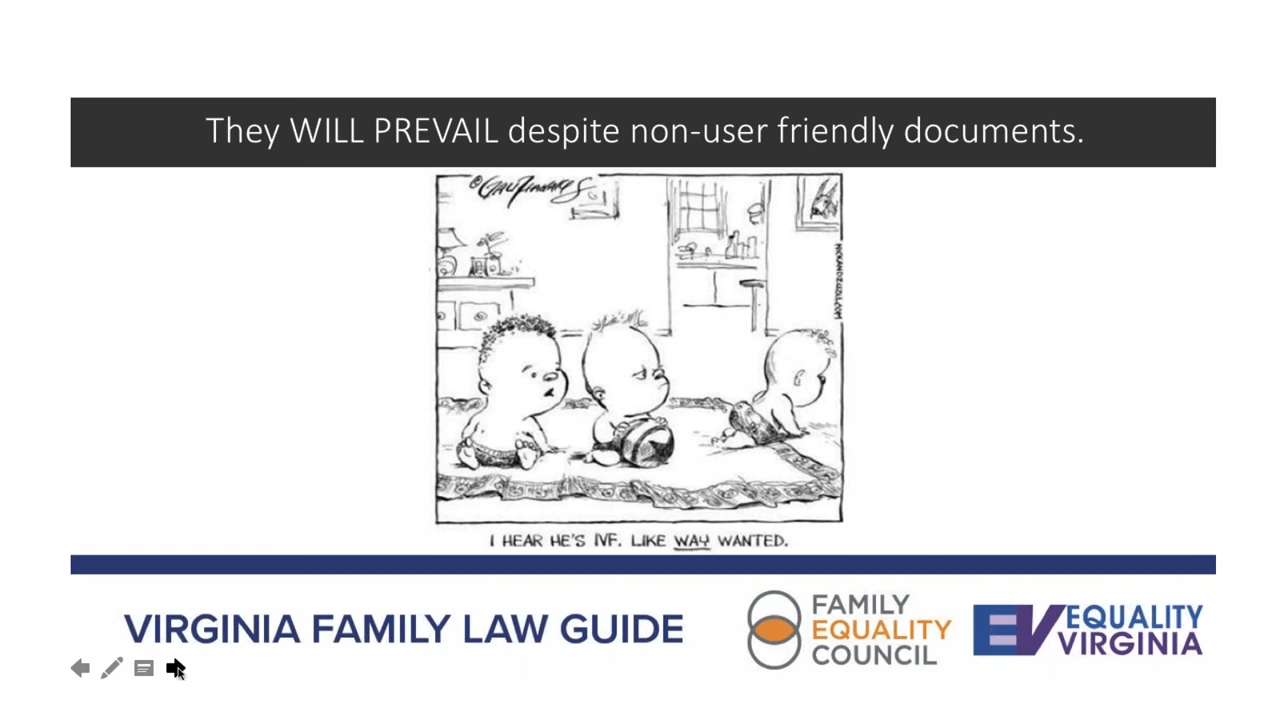 They WILL PREVAIL despite non-user friendly documents.
I HEAR HE'S IVF. LIKE WAY WANTED.
VIRGINIA FAMILY LAW GUIDE
FAMILY
EQUALITY
COUNCIL
EV
EQUALITY
VIRGINIA